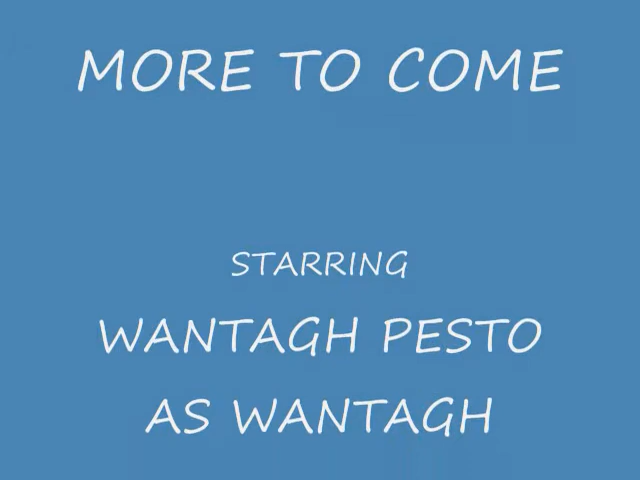 MORE TO COME
STARRING
WANTAGH PESTO
AS WANTAGH